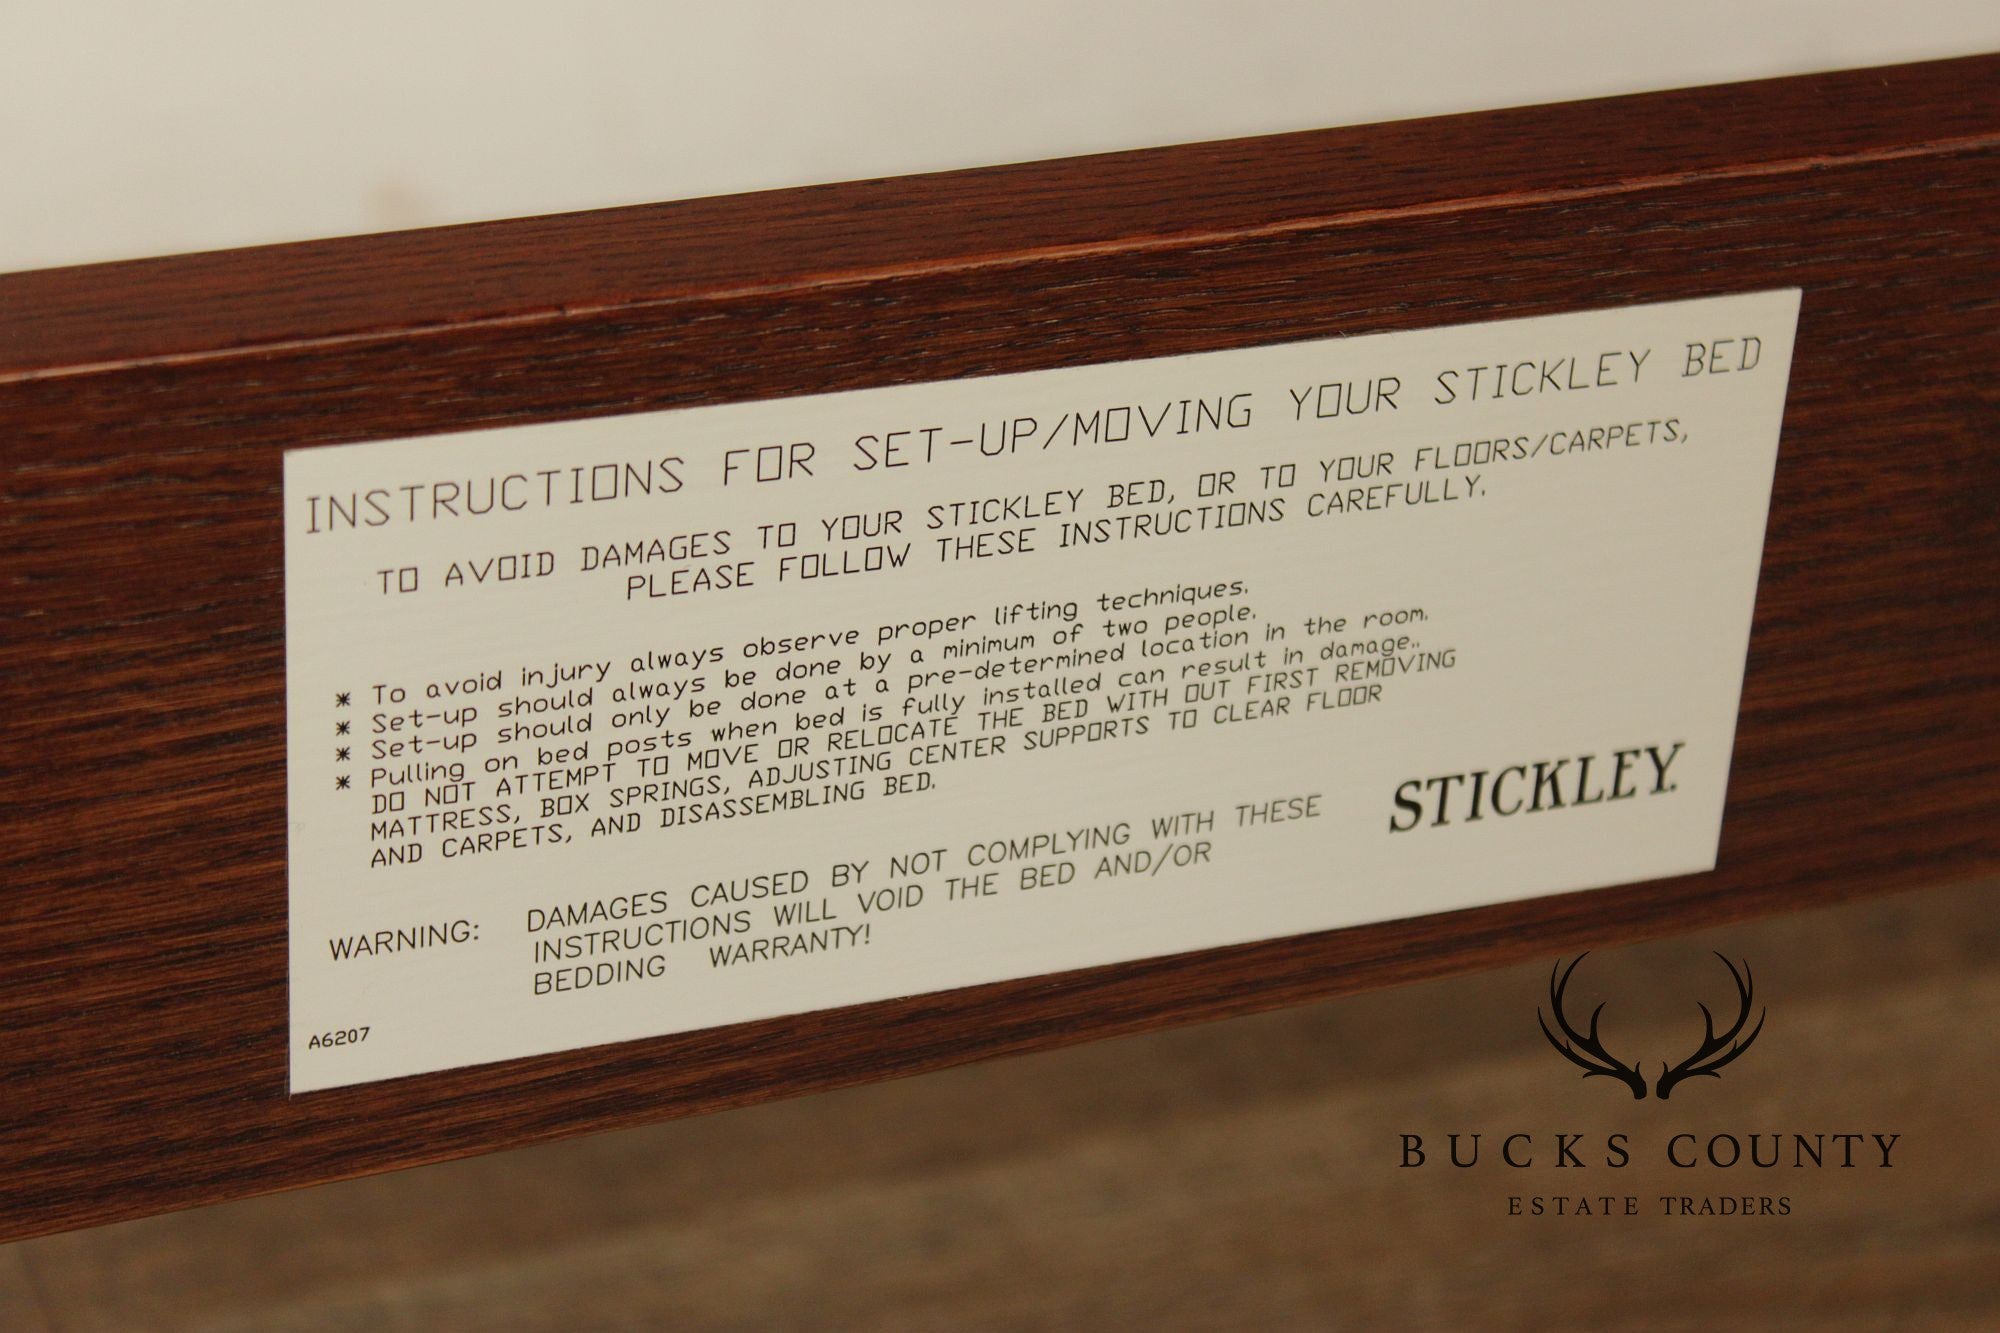 INSTRUCTIONS FOR SET-UP/MOVING YOUR STICKLEY BED
TO AVOID DAMAGES TO YOUR STICKLEY BED, OR TO YOUR FLOORS/CARPETS,
PLEASE FOLLOW THESE INSTRUCTIONS CAREFULLY.
* To avoid injury always observe proper lifting techniques.
* Set-up should always be done by a minimum of two people.
* Set-up should only be done at a pre-determined location in the room.
* Pulling on bed posts when bed is fully installed can result in damage..
DO NOT ATTEMPT TO MOVE OR RELOCATE THE BED WITH OUT FIRST REMOVING
MATTRESS, BOX SPRINGS, ADJUSTING CENTER SUPPORTS TO CLEAR FLOOR
AND CARPETS, AND DISASSEMBLING BED.
WARNING: DAMAGES CAUSED BY NOT COMPLYING WITH THESE
INSTRUCTIONS WILL VOID THE BED AND/OR
BEDDING WARRANTY!
STICKLEY.
A6207
BUCKS COUNTY
ESTATE TRADERS